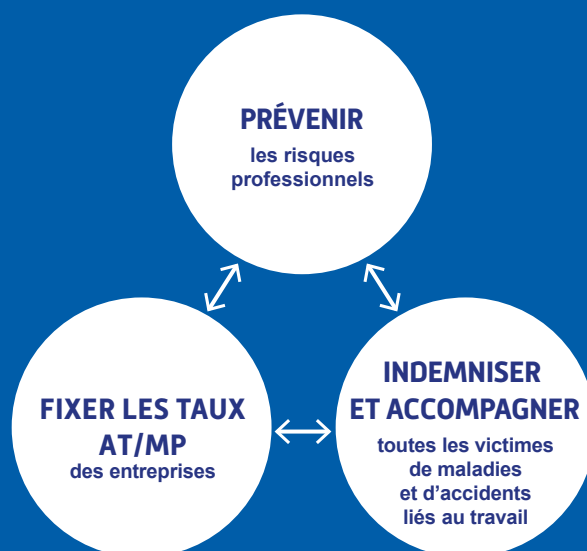 PRÉVENIR
les risques
professionnels
FIXER LES TAUX
AT/MP
des entreprises
INDEMNISER
ET ACCOMPAGNER
toutes les victimes
de maladies
et d'accidents
liés au travail